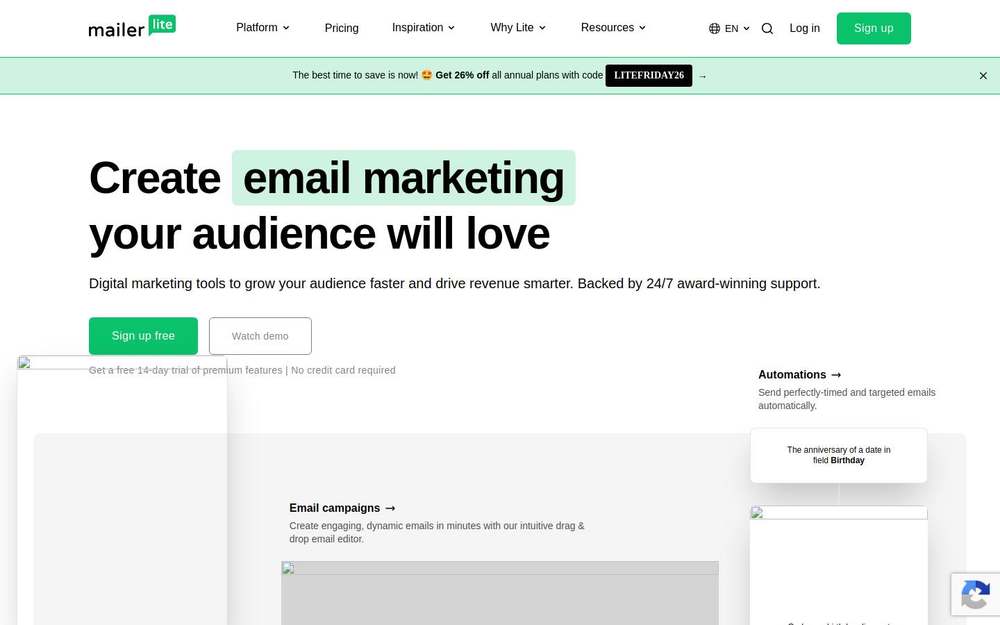 mailer lite
Platform
Pricing
Inspiration
Why Lite
Resources
EN
Log in
Sign up
The best time to save is now! 🤩 Get 26% off all annual plans with code LITEFRIDAY26 →
Create email marketing
your audience will love
Digital marketing tools to grow your audience faster and drive revenue smarter. Backed by 24/7 award-winning support.
Sign up free
Watch demo
Get a free 14-day trial of premium features | No credit card required
Automations →
Send perfectly-timed and targeted emails
automatically.
The anniversary of a date in
field Birthday
Email campaigns →
Create engaging, dynamic emails in minutes with our intuitive drag &
drop email editor.